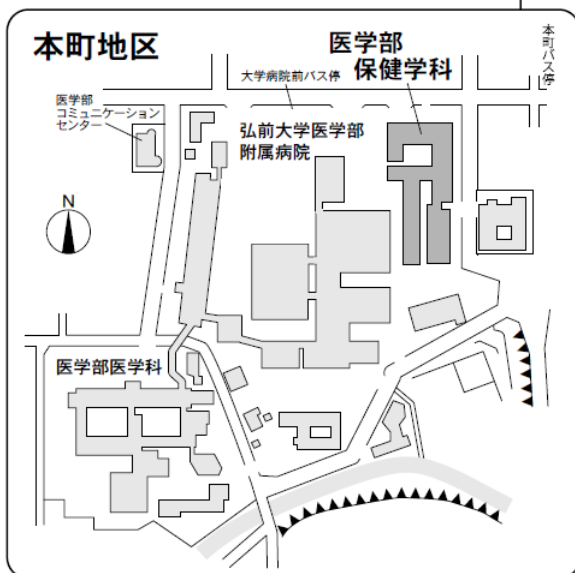 本町地区
医学部
保健学科
本町バス停
大学病院前バス停
医学部
コミュニケーション
センター
弘前大学医学部
附属病院
N
医学部医学科